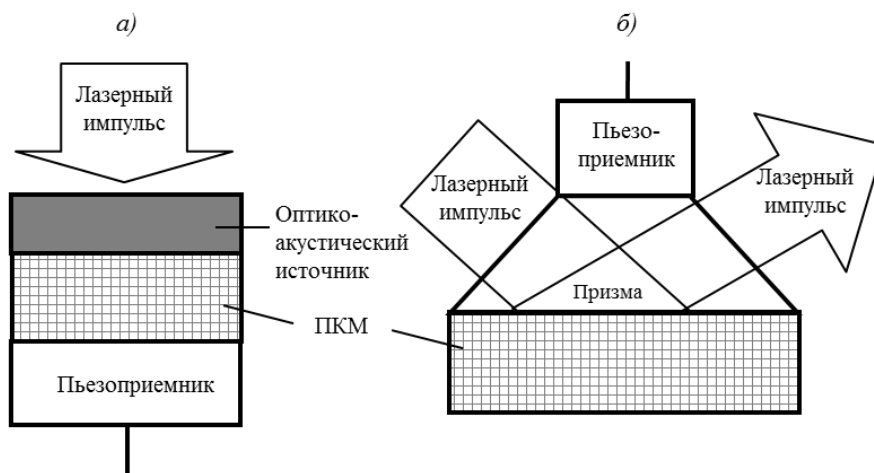 а)
Лазерный
импульс
Оптико-
акустический
источник
ПКМ
Пьезоприемник
б)
Пьезо-
приемник
Лазерный
импульс
Лазерный
импульс
Призма